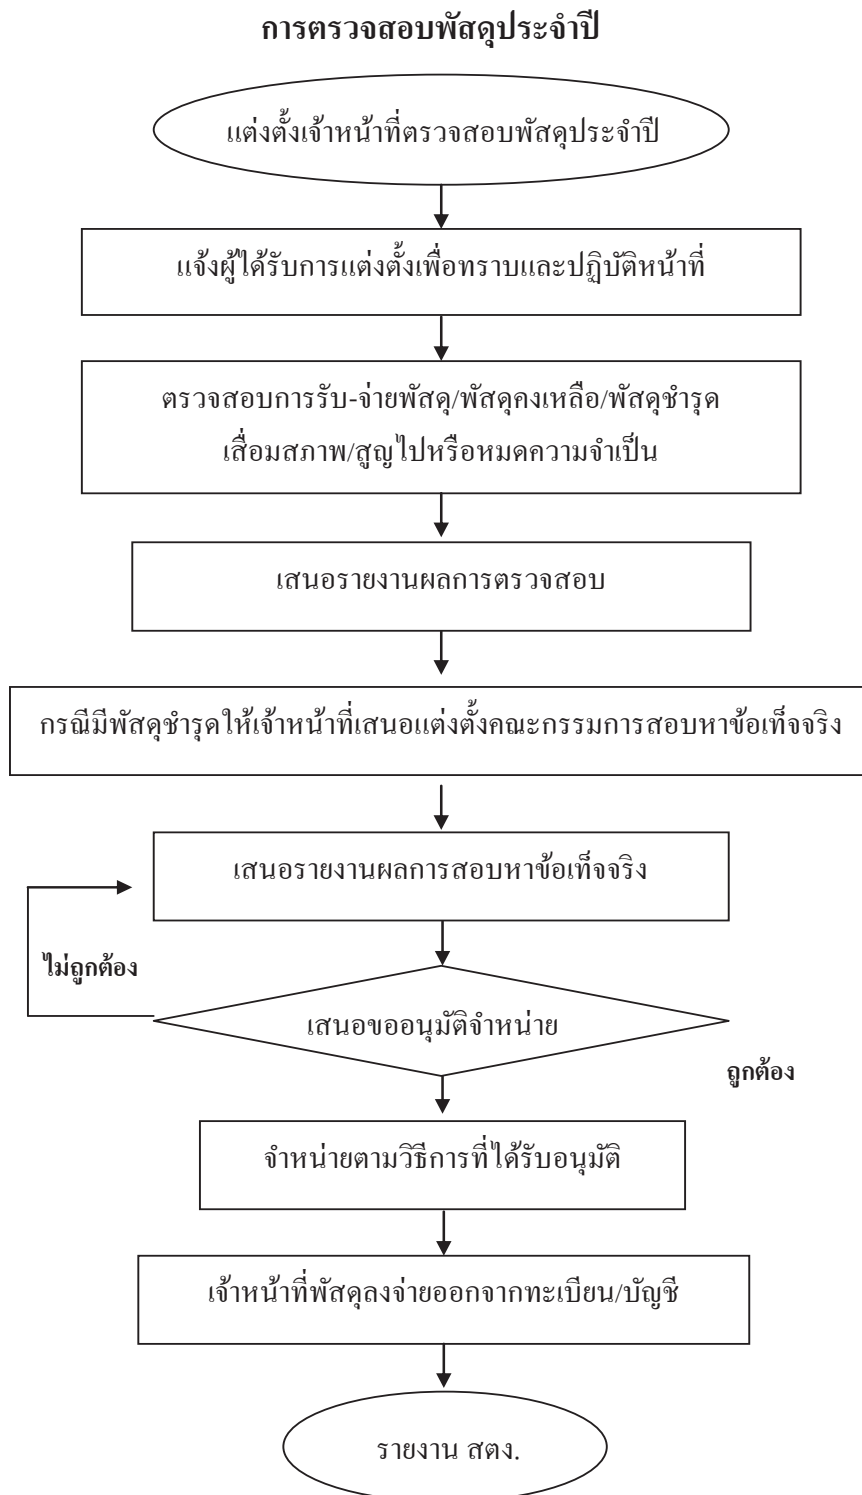 การตรวจสอบพัสดุประจำปี
แต่งตั้งเจ้าหน้าที่ตรวจสอบพัสดุประจำปี
แจ้งผู้ได้รับการแต่งตั้งเพื่อทราบและปฏิบัติหน้าที่
ตรวจสอบการรับ-จ่ายพัสดุ/พัสดุคงเหลือ/พัสดุชำรุด
เสื่อมสภาพ/สูญไปหรือหมดความจำเป็น
เสนอรายงานผลการตรวจสอบ
กรณีมีพัสดุชำรุดให้เจ้าหน้าที่เสนอแต่งตั้งคณะกรรมการสอบหาข้อเท็จจริง
เสนอรายงานผลการสอบหาข้อเท็จจริง
ไม่ถูกต้อง
เสนอขออนุมัติจำหน่าย
ถูกต้อง
จำหน่ายตามวิธีการที่ได้รับอนุมัติ
เจ้าหน้าที่พัสดุลงจ่ายออกจากทะเบียน/บัญชี
รายงาน สตง.